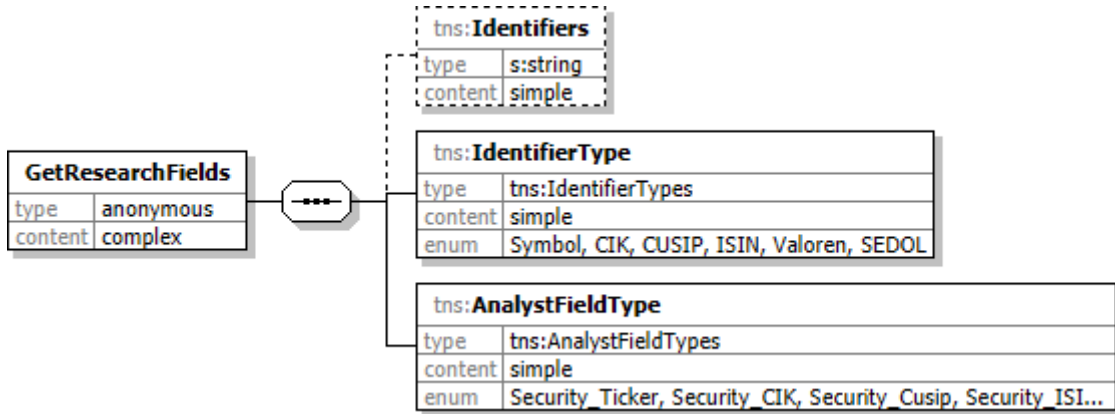 tns:Identifiers
type s:string
content simple
GetResearchFields
type anonymous
content complex
tns:IdentifierType
type tns:IdentifierTypes
content simple
enum Symbol, CIK, CUSIP, ISIN, Valoren, SEDOL
tns:AnalystFieldType
type tns:AnalystFieldTypes
content simple
enum Security_Ticker, Security_CIK, Security_Cusip, Security_ISI...